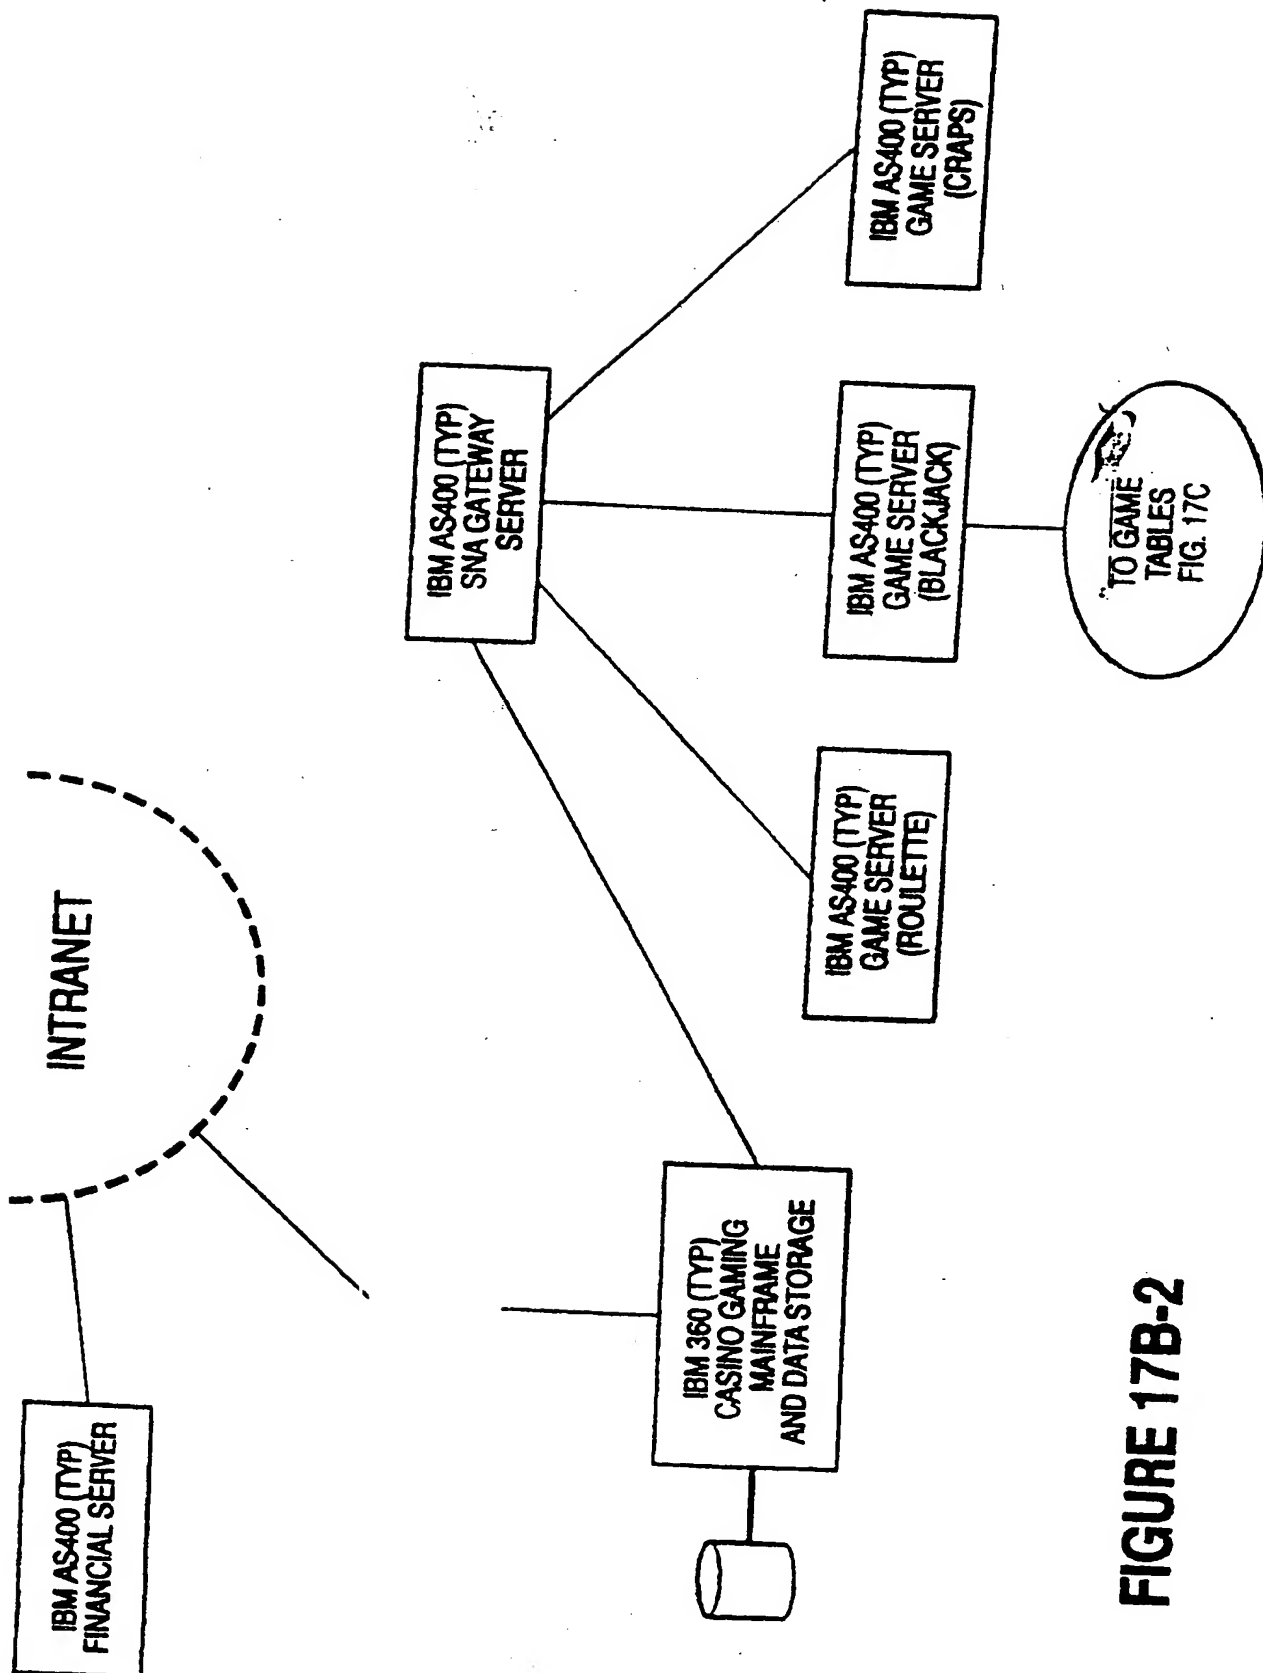 IBM AS400 (TYP)
FINANCIAL SERVER
INTRANET
IBM 360 (TYP)
CASINO GAMING
MAINFRAME
AND DATA STORAGE
IBM AS400 (TYP)
SNA GATEWAY
SERVER
IBM AS400 (TYP)
GAME SERVER
(ROULETTE)
IBM AS400 (TYP)
GAME SERVER
(BLACKJACK)
IBM AS400 (TYP)
GAME SERVER
(CRAPS)
TO GAME
TABLES
FIG. 17C
FIGURE 17B-2